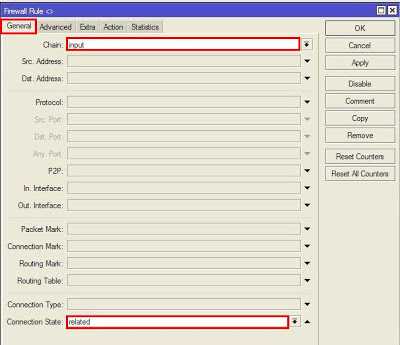 Firewall Rule <>
General Advanced Extra Action Statistics
OK
Chain: input
Cancel
Src. Address:
Apply
Dst. Address:
Disable
Protocol:
Comment
Src. Port:
Copy
Dst. Port:
Remove
Any. Port:
P2P:
Reset Counters
In. Interface:
Reset All Counters
Out. Interface:
Packet Mark:
Connection Mark:
Routing Mark:
Routing Table:
Connection Type:
Connection State: related